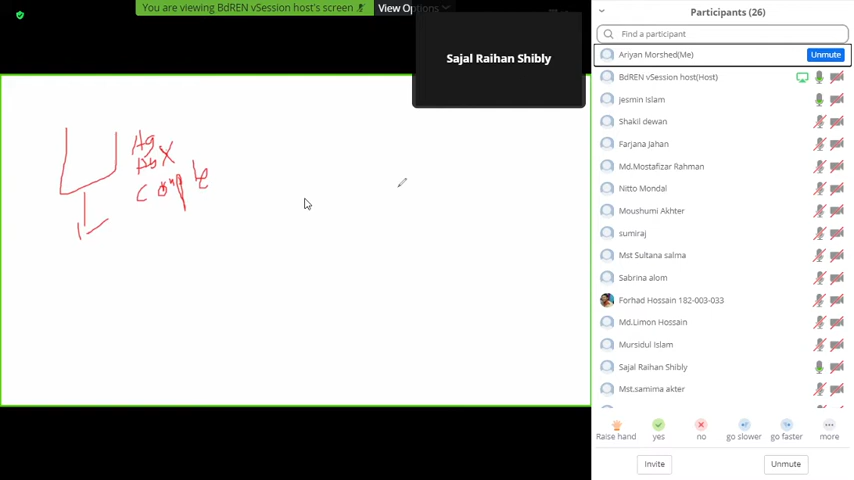 You are viewing BdREN vSession host's screen
View Options
Sajal Raihan Shibly
Ag
X
Comple
Participants (26)
Find a participant
Ariyan Morshed(Me)
Unmute
BdREN vSession host(Host)
jesmin Islam
Shakil dewan
Farjana Jahan
Md.Mostafizar Rahman
Nitto Mondal
Moushumi Akhter
sumiraj
Mst Sultana salma
Sabrina alom
Forhad Hossain 182-003-033
Md.Limon Hossain
Mursidul Islam
Sajal Raihan Shibly
Mst.samima akter
Raise hand yes no go slower go faster more
Invite Unmute